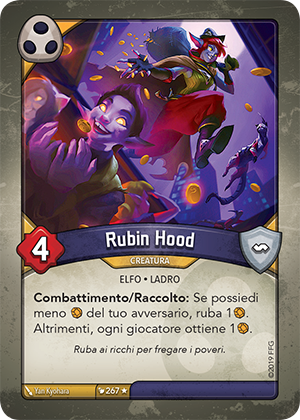 Rubin Hood
4
CREATURA
ELFO • LADRO
Combattimento/Raccolto: Se possiedi
meno del tuo avversario, ruba 1.
Altrimenti, ogni giocatore ottiene 1.
Ruba ai ricchi per fregare i poveri.
©2019 FFG
Yan Kyohara
267